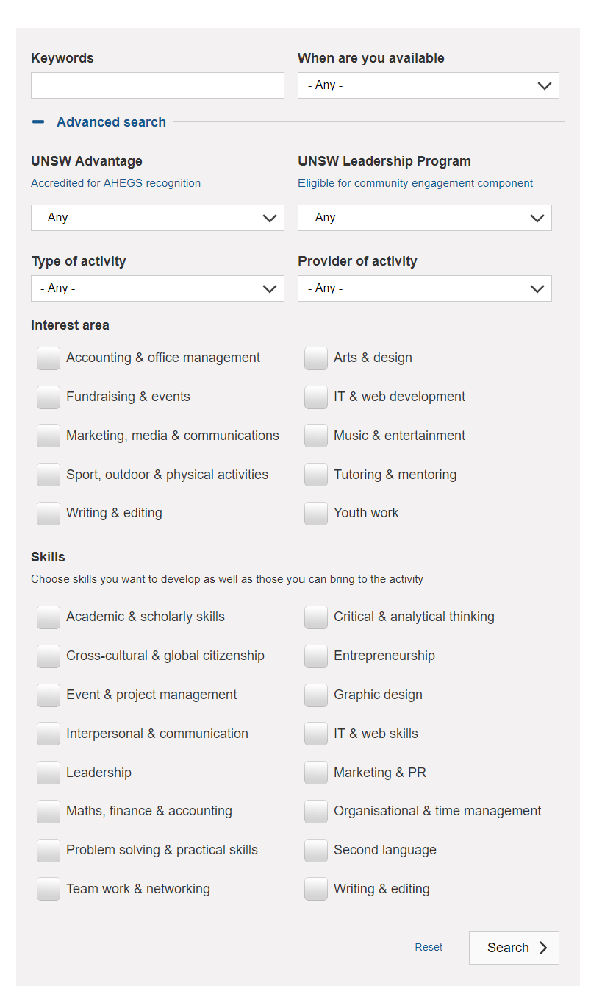 Keywords
When are you available
- Any -
Advanced search
UNSW Advantage
UNSW Leadership Program
Accredited for AHEGS recognition
Eligible for community engagement component
- Any -
- Any -
Type of activity
Provider of activity
- Any -
- Any -
Interest area
Accounting & office management
Arts & design
Fundraising & events
IT & web development
Marketing, media & communications
Music & entertainment
Sport, outdoor & physical activities
Tutoring & mentoring
Writing & editing
Youth work
Skills
Choose skills you want to develop as well as those you can bring to the activity
Academic & scholarly skills
Critical & analytical thinking
Cross-cultural & global citizenship
Entrepreneurship
Event & project management
Graphic design
Interpersonal & communication
IT & web skills
Leadership
Marketing & PR
Maths, finance & accounting
Organisational & time management
Problem solving & practical skills
Second language
Team work & networking
Writing & editing
Reset
Search